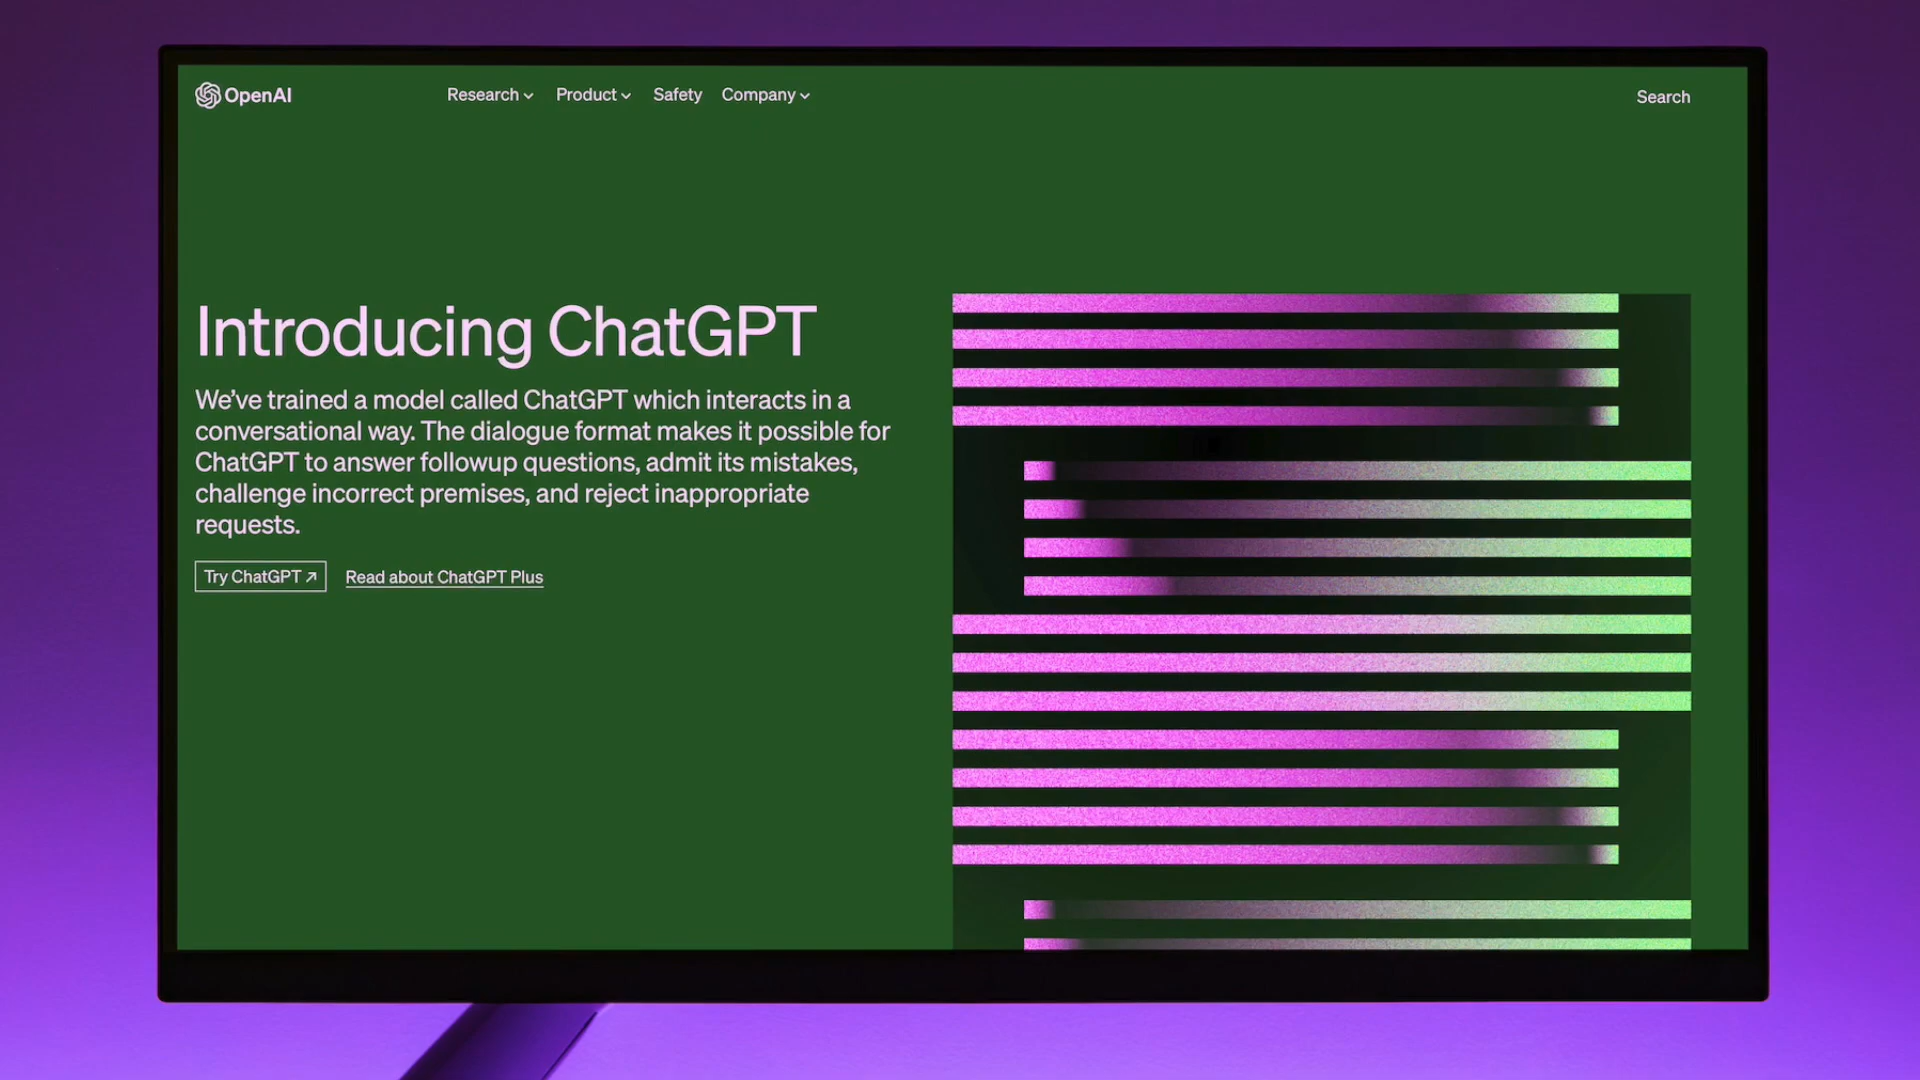 OpenAI
Research
Product
Safety
Company
Search
Introducing ChatGPT
We’ve trained a model called ChatGPT which interacts in a
conversational way. The dialogue format makes it possible for
ChatGPT to answer followup questions, admit its mistakes,
challenge incorrect premises, and reject inappropriate
requests.
Try ChatGPT ↗
Read about ChatGPT Plus